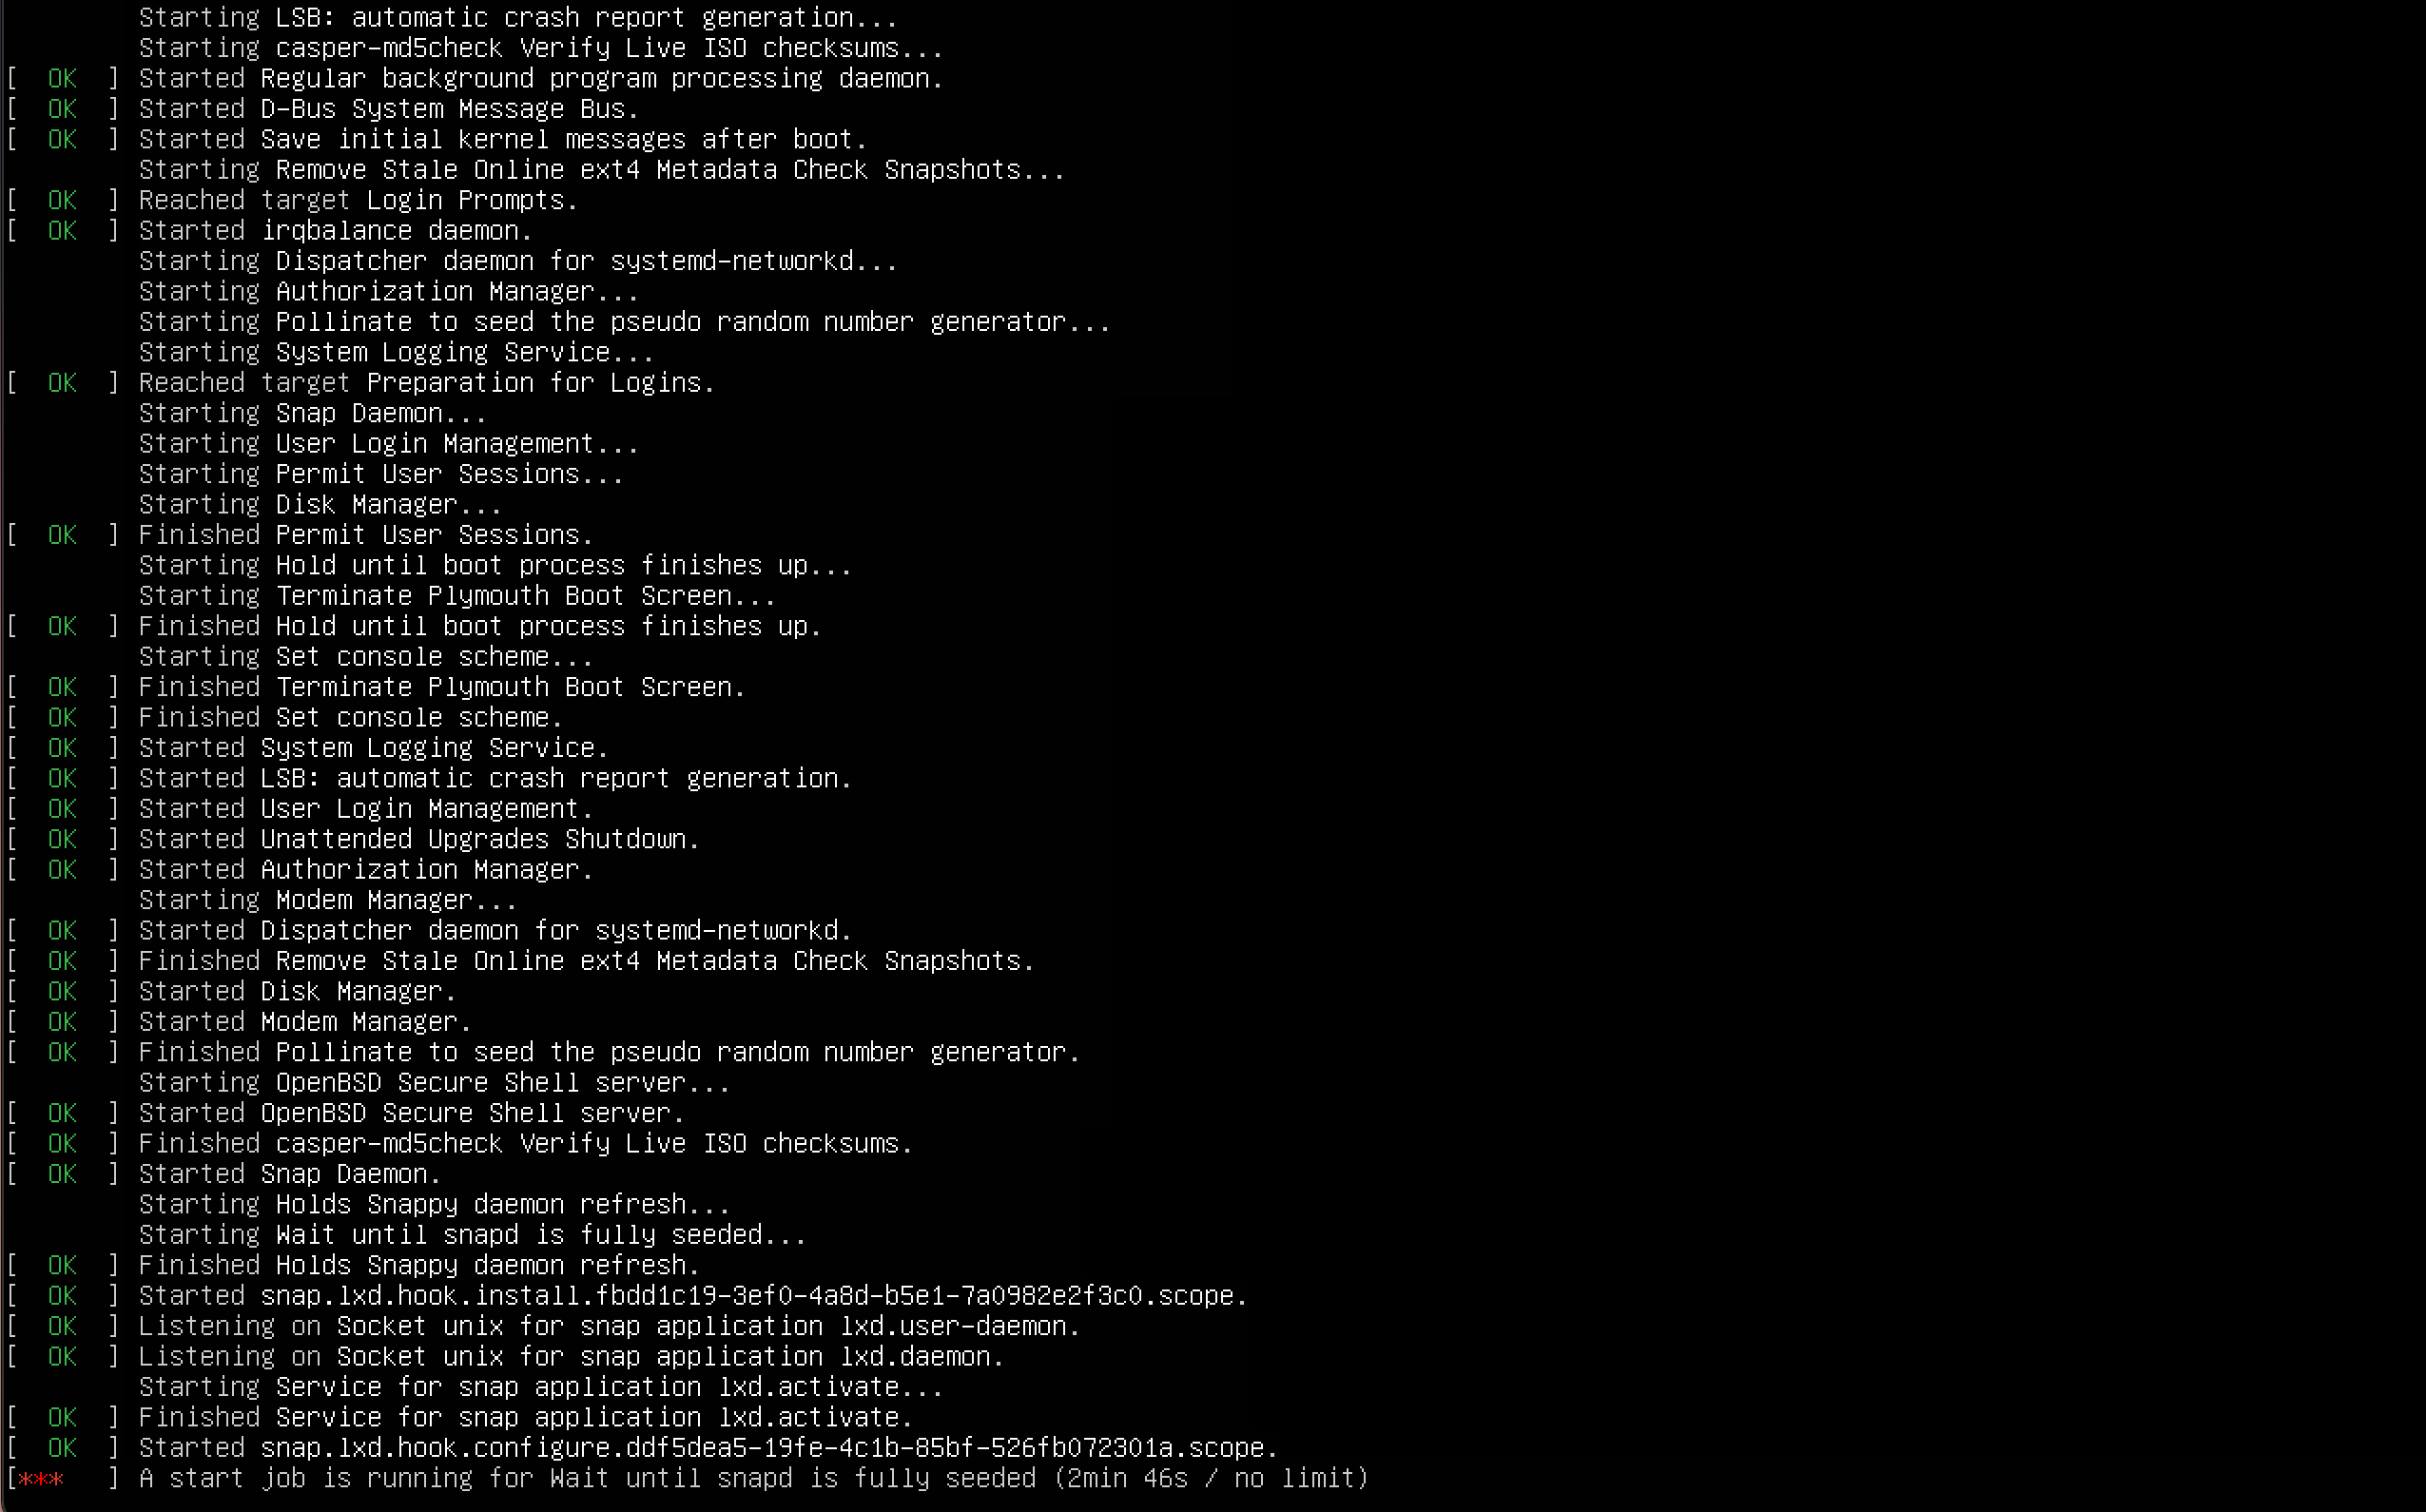 Starting LSB: automatic crash report generation...
Starting casper-md5check Verify Live ISO checksums...
[  OK  ] Started Regular background program processing daemon.
[  OK  ] Started D-Bus System Message Bus.
[  OK  ] Started Save initial kernel messages after boot.
Starting Remove Stale Online ext4 Metadata Check Snapshots...
[  OK  ] Reached target Login Prompts.
[  OK  ] Started irqbalance daemon.
Starting Dispatcher daemon for systemd-networkd...
Starting Authorization Manager...
Starting Pollinate to seed the pseudo random number generator...
Starting System Logging Service...
[  OK  ] Reached target Preparation for Logins.
Starting Snap Daemon...
Starting User Login Management...
Starting Permit User Sessions...
Starting Disk Manager...
[  OK  ] Finished Permit User Sessions.
Starting Hold until boot process finishes up...
Starting Terminate Plymouth Boot Screen...
[  OK  ] Finished Hold until boot process finishes up.
Starting Set console scheme...
[  OK  ] Finished Terminate Plymouth Boot Screen.
[  OK  ] Finished Set console scheme.
[  OK  ] Started System Logging Service.
[  OK  ] Started LSB: automatic crash report generation.
[  OK  ] Started User Login Management.
[  OK  ] Started Unattended Upgrades Shutdown.
[  OK  ] Started Authorization Manager.
Starting Modem Manager...
[  OK  ] Started Dispatcher daemon for systemd-networkd.
[  OK  ] Finished Remove Stale Online ext4 Metadata Check Snapshots.
[  OK  ] Started Disk Manager.
[  OK  ] Started Modem Manager.
[  OK  ] Finished Pollinate to seed the pseudo random number generator.
Starting OpenBSD Secure Shell server...
[  OK  ] Started OpenBSD Secure Shell server.
[  OK  ] Finished casper-md5check Verify Live ISO checksums.
[  OK  ] Started Snap Daemon.
Starting Holds Snappy daemon refresh...
Starting Wait until snapd is fully seeded...
[  OK  ] Finished Holds Snappy daemon refresh.
[  OK  ] Started snap.lxd.hook.install.fbdd1c19-3ef0-4a8d-b5e1-7a0982e2f3c0.scope.
[  OK  ] Listening on Socket unix for snap application lxd.user-daemon.
[  OK  ] Listening on Socket unix for snap application lxd.daemon.
Starting Service for snap application lxd.activate...
[  OK  ] Finished Service for snap application lxd.activate.
[  OK  ] Started snap.lxd.hook.configure.ddf5dea5-19fe-4c1b-85bf-526fb072301a.scope.
[***   ] A start job is running for Wait until snapd is fully seeded (2min 46s / no limit)